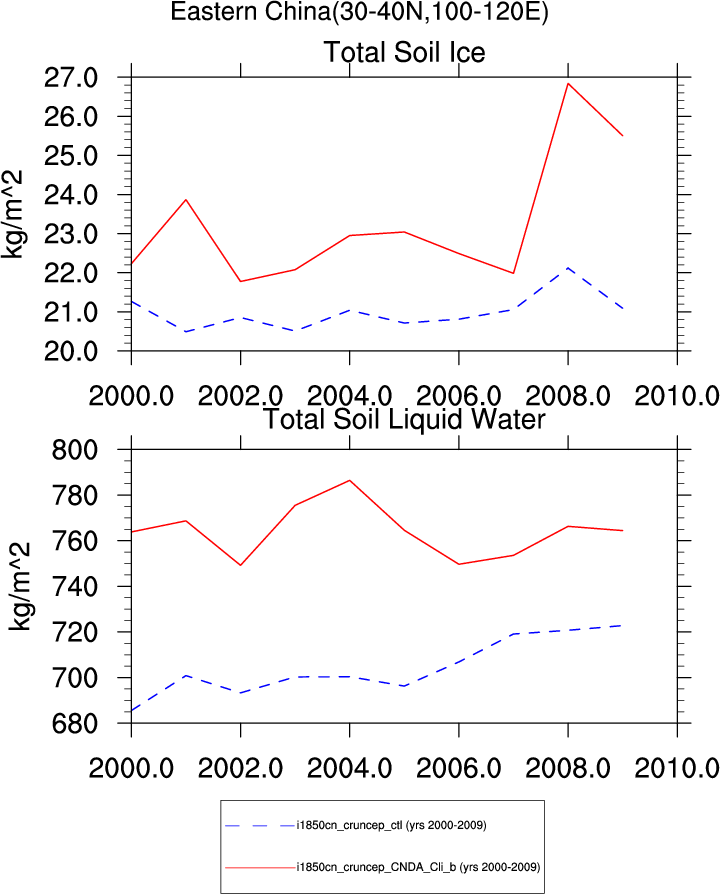 Eastern China(30-40N,100-120E)
Total Soil Ice
27.0
26.0
25.0
24.0
23.0
22.0
21.0
20.0
kg/m^2
2000.0 2002.0 2004.0 2006.0 2008.0 2010.0
Total Soil Liquid Water
800
780
760
740
720
700
680
kg/m^2
2000.0 2002.0 2004.0 2006.0 2008.0 2010.0
i1850cn_cruncep_ctl (yrs 2000-2009)
i1850cn_cruncep_CNDA_Cli_b (yrs 2000-2009)